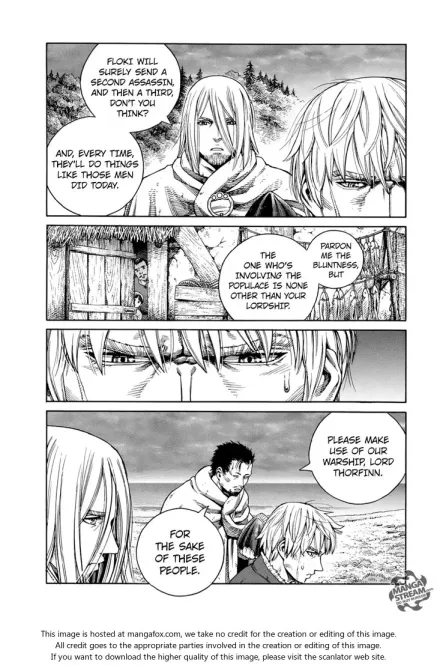 FLOKI WILL
SURELY SEND A
SECOND ASSASSIN,
AND THEN A THIRD,
DON'T YOU
THINK?
AND, EVERY TIME,
THEY'LL DO THINGS
LIKE THOSE MEN
DID TODAY.
PARDON
ME THE
BLUNTNESS,
BUT
THE
ONE WHO'S
INVOLVING THE
POPULACE IS NONE
OTHER THAN YOUR
LORDSHIP.
PLEASE MAKE
USE OF OUR
WARSHIP, LORD
THORFINN.
FOR
THE SAKE
OF THESE
PEOPLE.
MANGA
STREAM
This image is hosted at mangafox.com, we take no credit for the creation or editing of this image.
All credit goes to the appropriate parties involved in the creation or editing of this image.
If you want to download the higher quality of this image, please visit the scanlator web site.